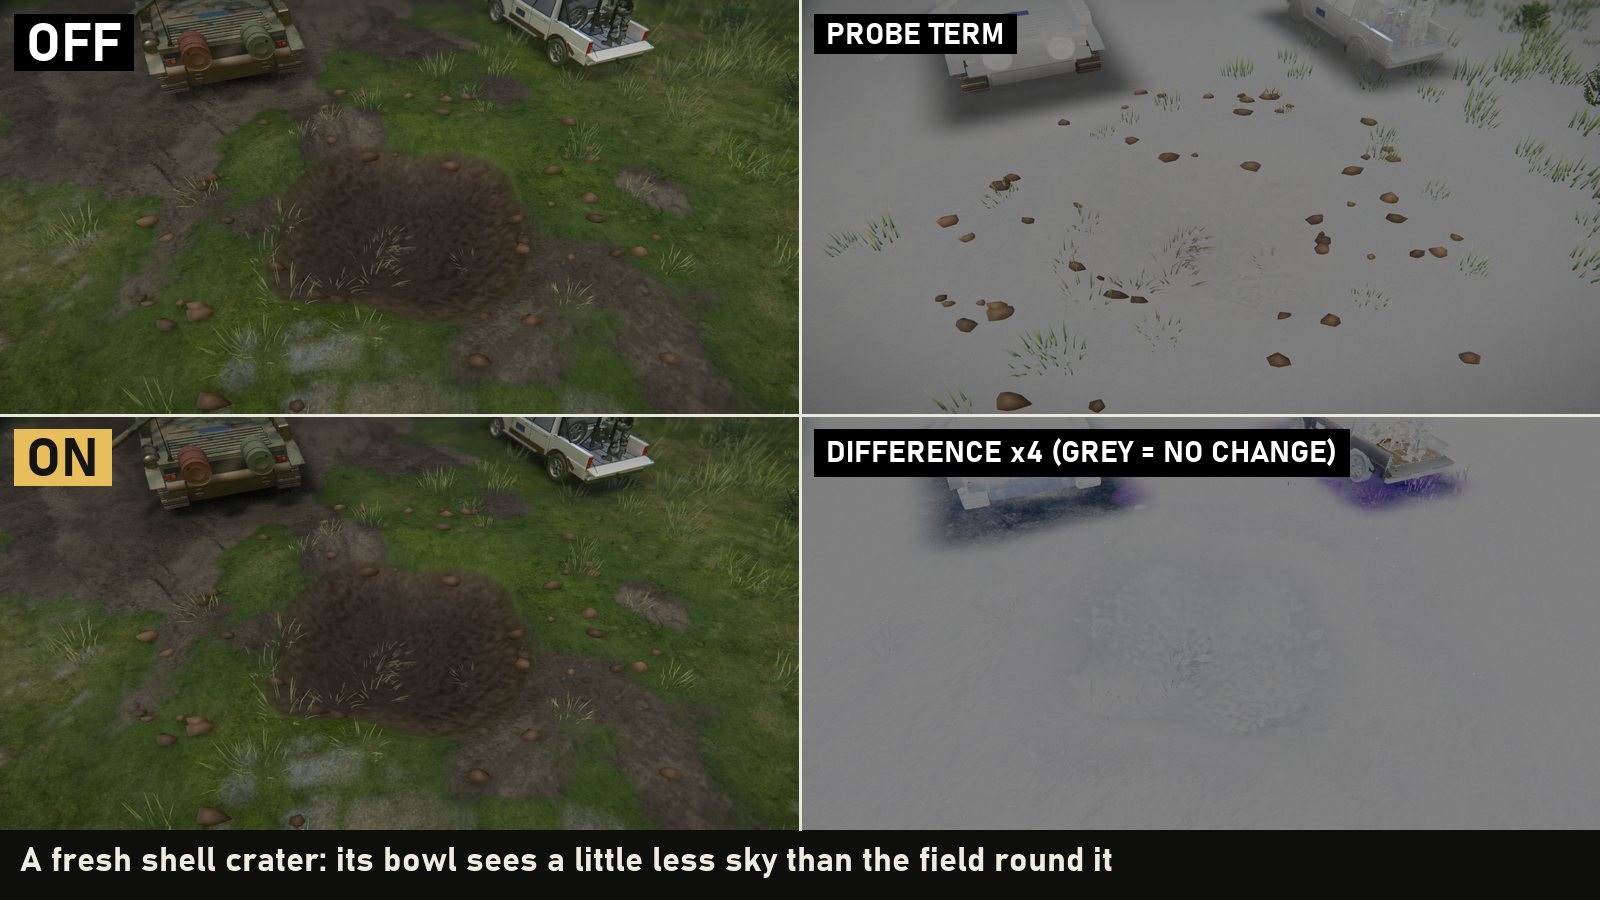 OFF
PROBE TERM
ON
DIFFERENCE x4 (GREY = NO CHANGE)
A fresh shell crater: its bowl sees a little less sky than the field round it